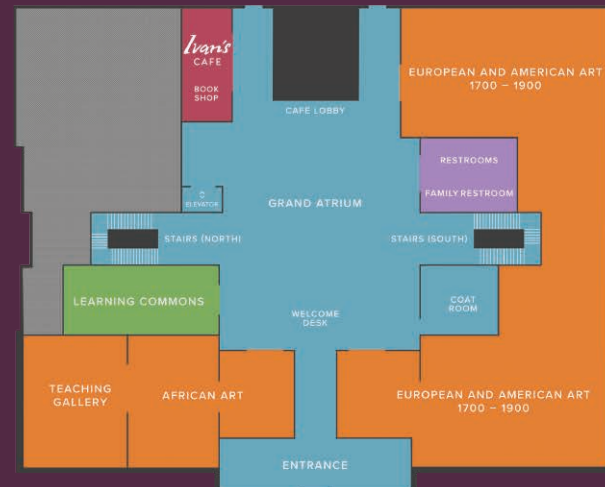 Ivan's
CAFE
BOOK
SHOP
CAFE LOBBY
EUROPEAN AND AMERICAN ART
1700 – 1900
RESTROOMS
FAMILY RESTROOM
ELEVATOR
GRAND ATRIUM
STAIRS (NORTH)
STAIRS (SOUTH)
LEARNING COMMONS
WELCOME
DESK
COAT
ROOM
TEACHING
GALLERY
AFRICAN ART
EUROPEAN AND AMERICAN ART
1700 – 1900
ENTRANCE